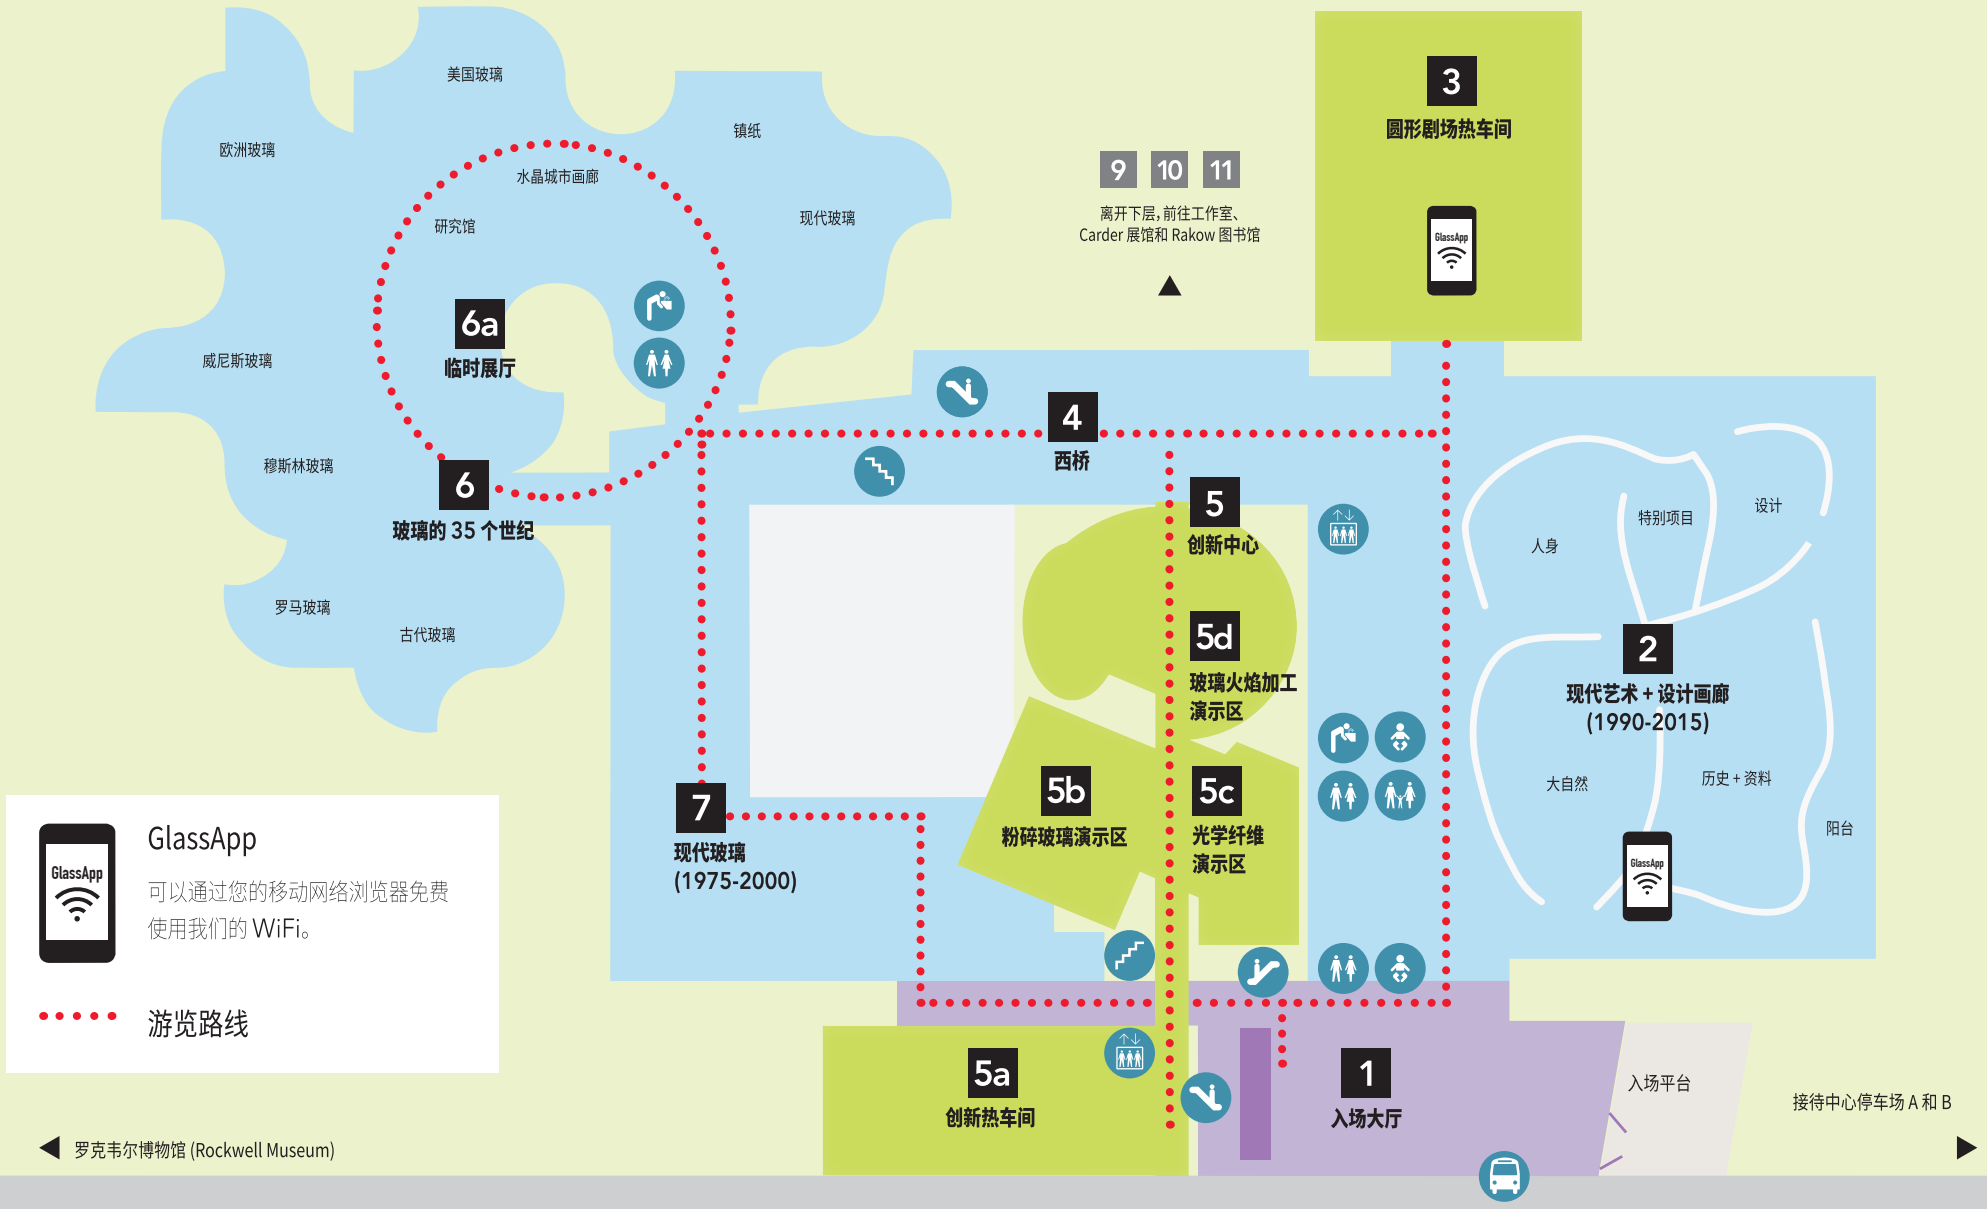 美国玻璃
欧洲玻璃
镇纸
水晶城市画廊
研究馆
现代玻璃
6a
临时展厅
威尼斯玻璃
穆斯林玻璃
6
玻璃的 35 个世纪
罗马玻璃
古代玻璃
9 10 11
离开下层，前往工作室、
Carder 展馆和 Rakow 图书馆
3
圆形剧场热车间
GlassApp
4
西桥
5
创新中心
5d
玻璃火焰加工
演示区
5b
粉碎玻璃演示区
5c
光学纤维
演示区
7
现代玻璃
(1975-2000)
特别项目
设计
人身
2
现代艺术 + 设计画廊
(1990-2015)
大自然
历史 + 资料
阳台
GlassApp
5a
创新热车间
1
入场大厅
入场平台
接待中心停车场 A 和 B
GlassApp
GlassApp
可以通过您的移动网络浏览器免费
使用我们的 WiFi。
游览路线
罗克韦尔博物馆 (Rockwell Museum)